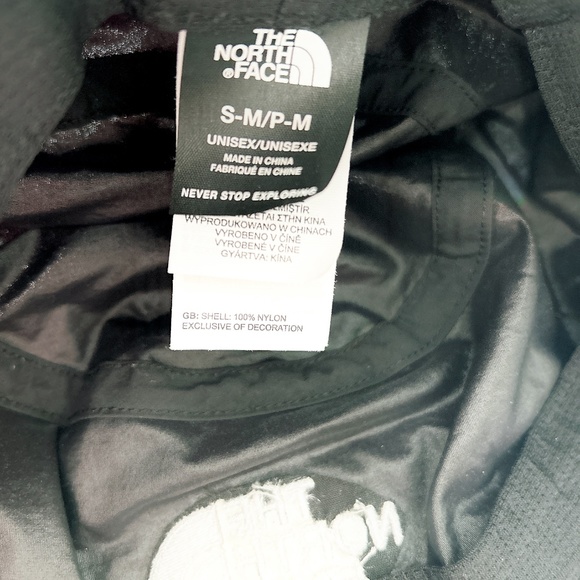 THE
NORTH
®FACE
S-M/P-M
UNISEX/UNISEXE
MADE IN CHINA
FABRIQUÉ EN CHINE
NEVER STOP EXPLORING
WYPRODUKOWANO W CHINACH
VYROBENO V ČÍNĚ
VYROBENÉ V ČÍNE
GYÁRTVA: KÍNA
GB: SHELL: 100% NYLON
EXCLUSIVE OF DECORATION